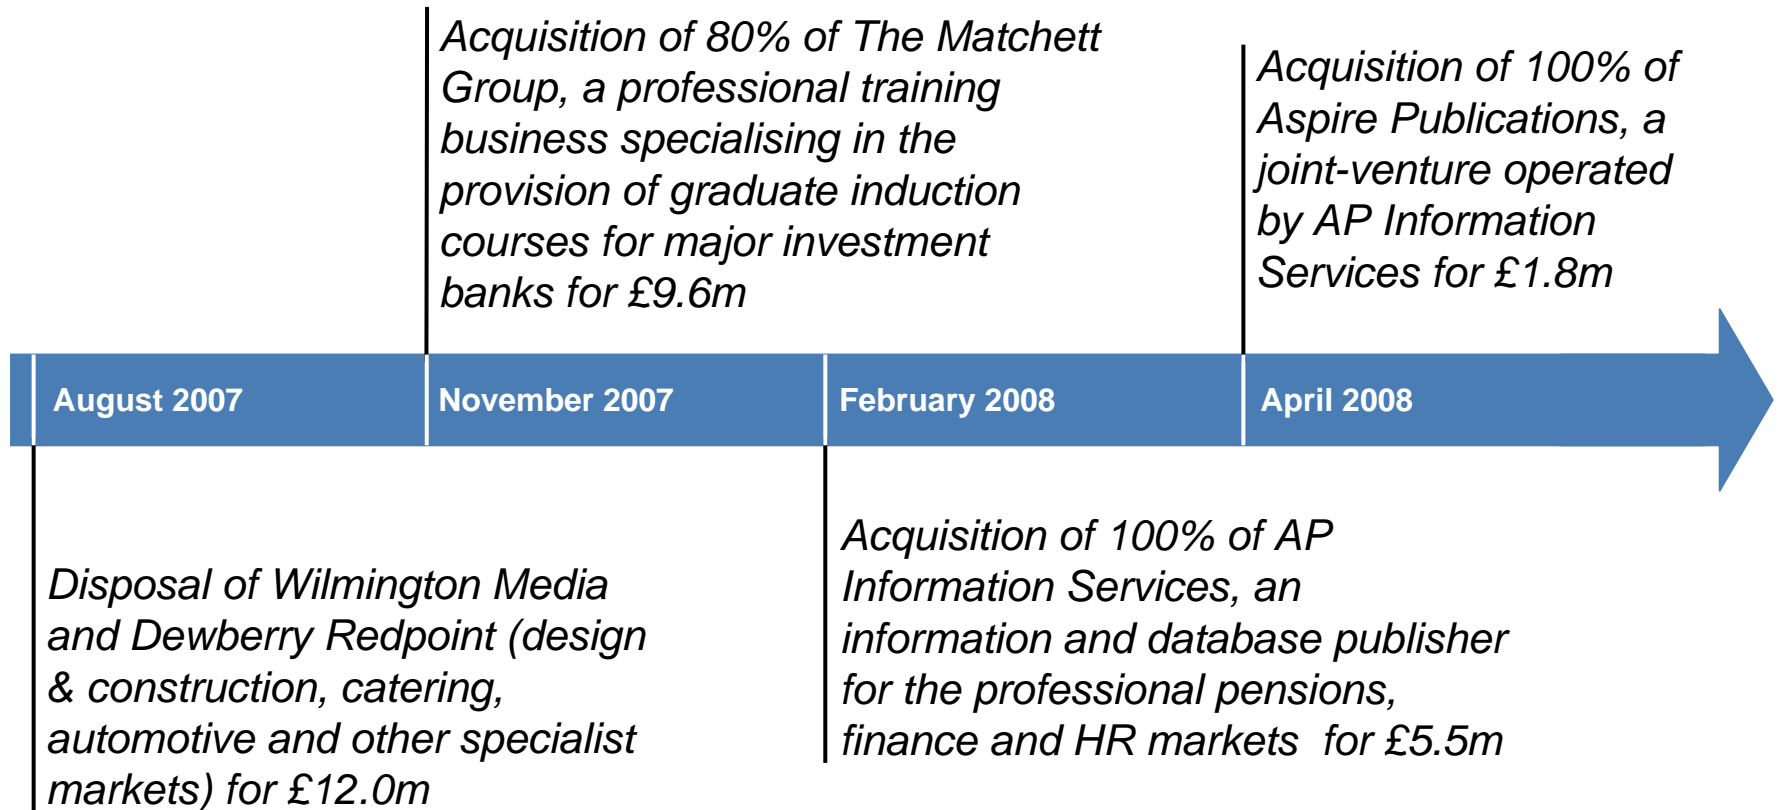 Acquisition of 80% of The Matchett
Group, a professional training
business specialising in the
provision of graduate induction
courses for major investment
banks for £9.6m
Acquisition of 100% of
Aspire Publications, a
joint-venture operated
by AP Information
Services for £1.8m
August 2007
November 2007
February 2008
April 2008
Disposal of Wilmington Media
and Dewberry Redpoint (design
& construction, catering,
automotive and other specialist
markets) for £12.0m
Acquisition of 100% of AP
Information Services, an
information and database publisher
for the professional pensions,
finance and HR markets  for £5.5m